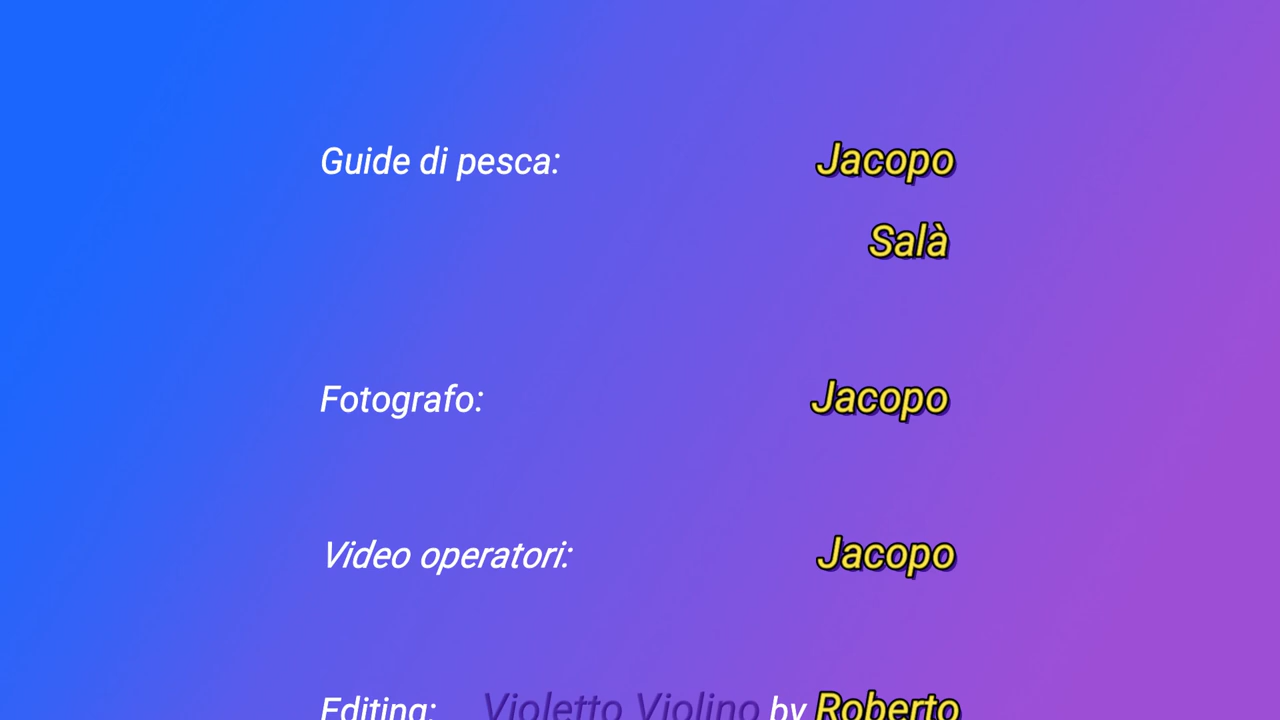 Guide di pesca: Jacopo
Salà
Fotografo: Jacopo
Video operatori: Jacopo
Editing: Violetto Violino by Roberto